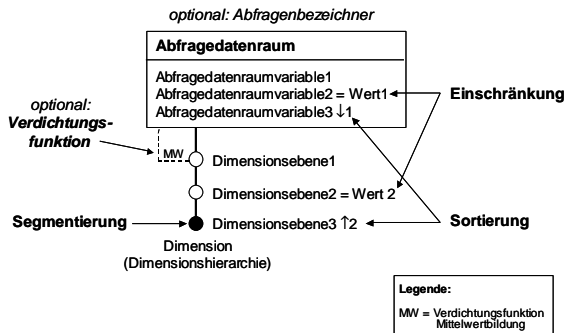 optional: Abfragenbezeichner
Abfragedatenraum
Abfragedatenraumvariable1
Abfragedatenraumvariable2 = Wert1
Abfragedatenraumvariable3 ↓1
Einschränkung
optional:
Verdichtungs-
funktion
MW
Dimensionsebene1
Dimensionsebene2 = Wert 2
Segmentierung
Dimensionsebene3 ↑2
Sortierung
Dimension
(Dimensionshierarchie)
Legende:
MW = Verdichtungsfunktion
Mittelwertbildung